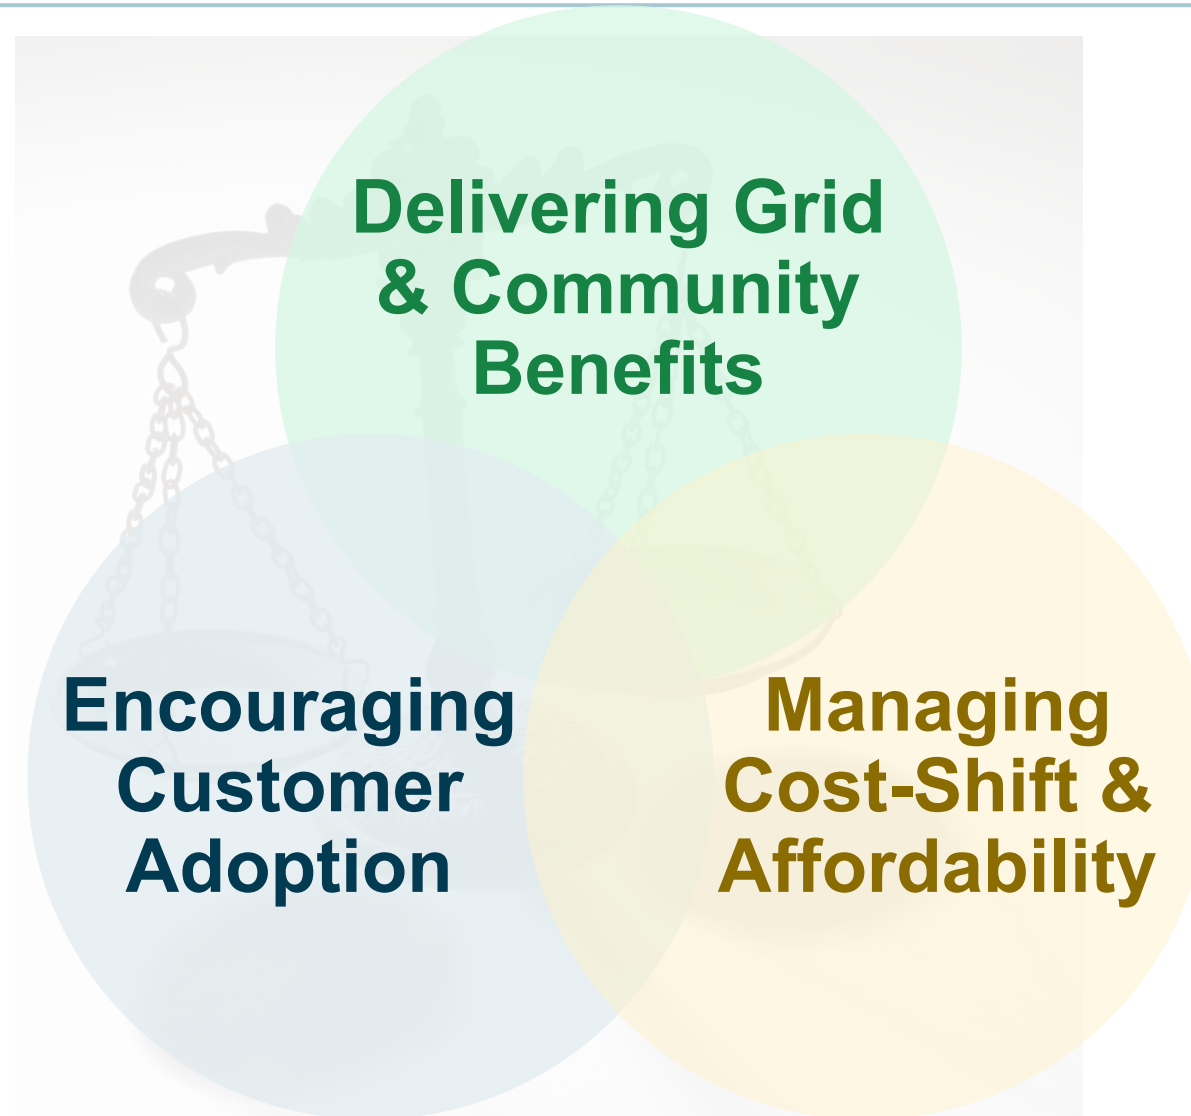 Delivering Grid
& Community
Benefits
Encouraging
Customer
Adoption
Managing
Cost-Shift &
Affordability